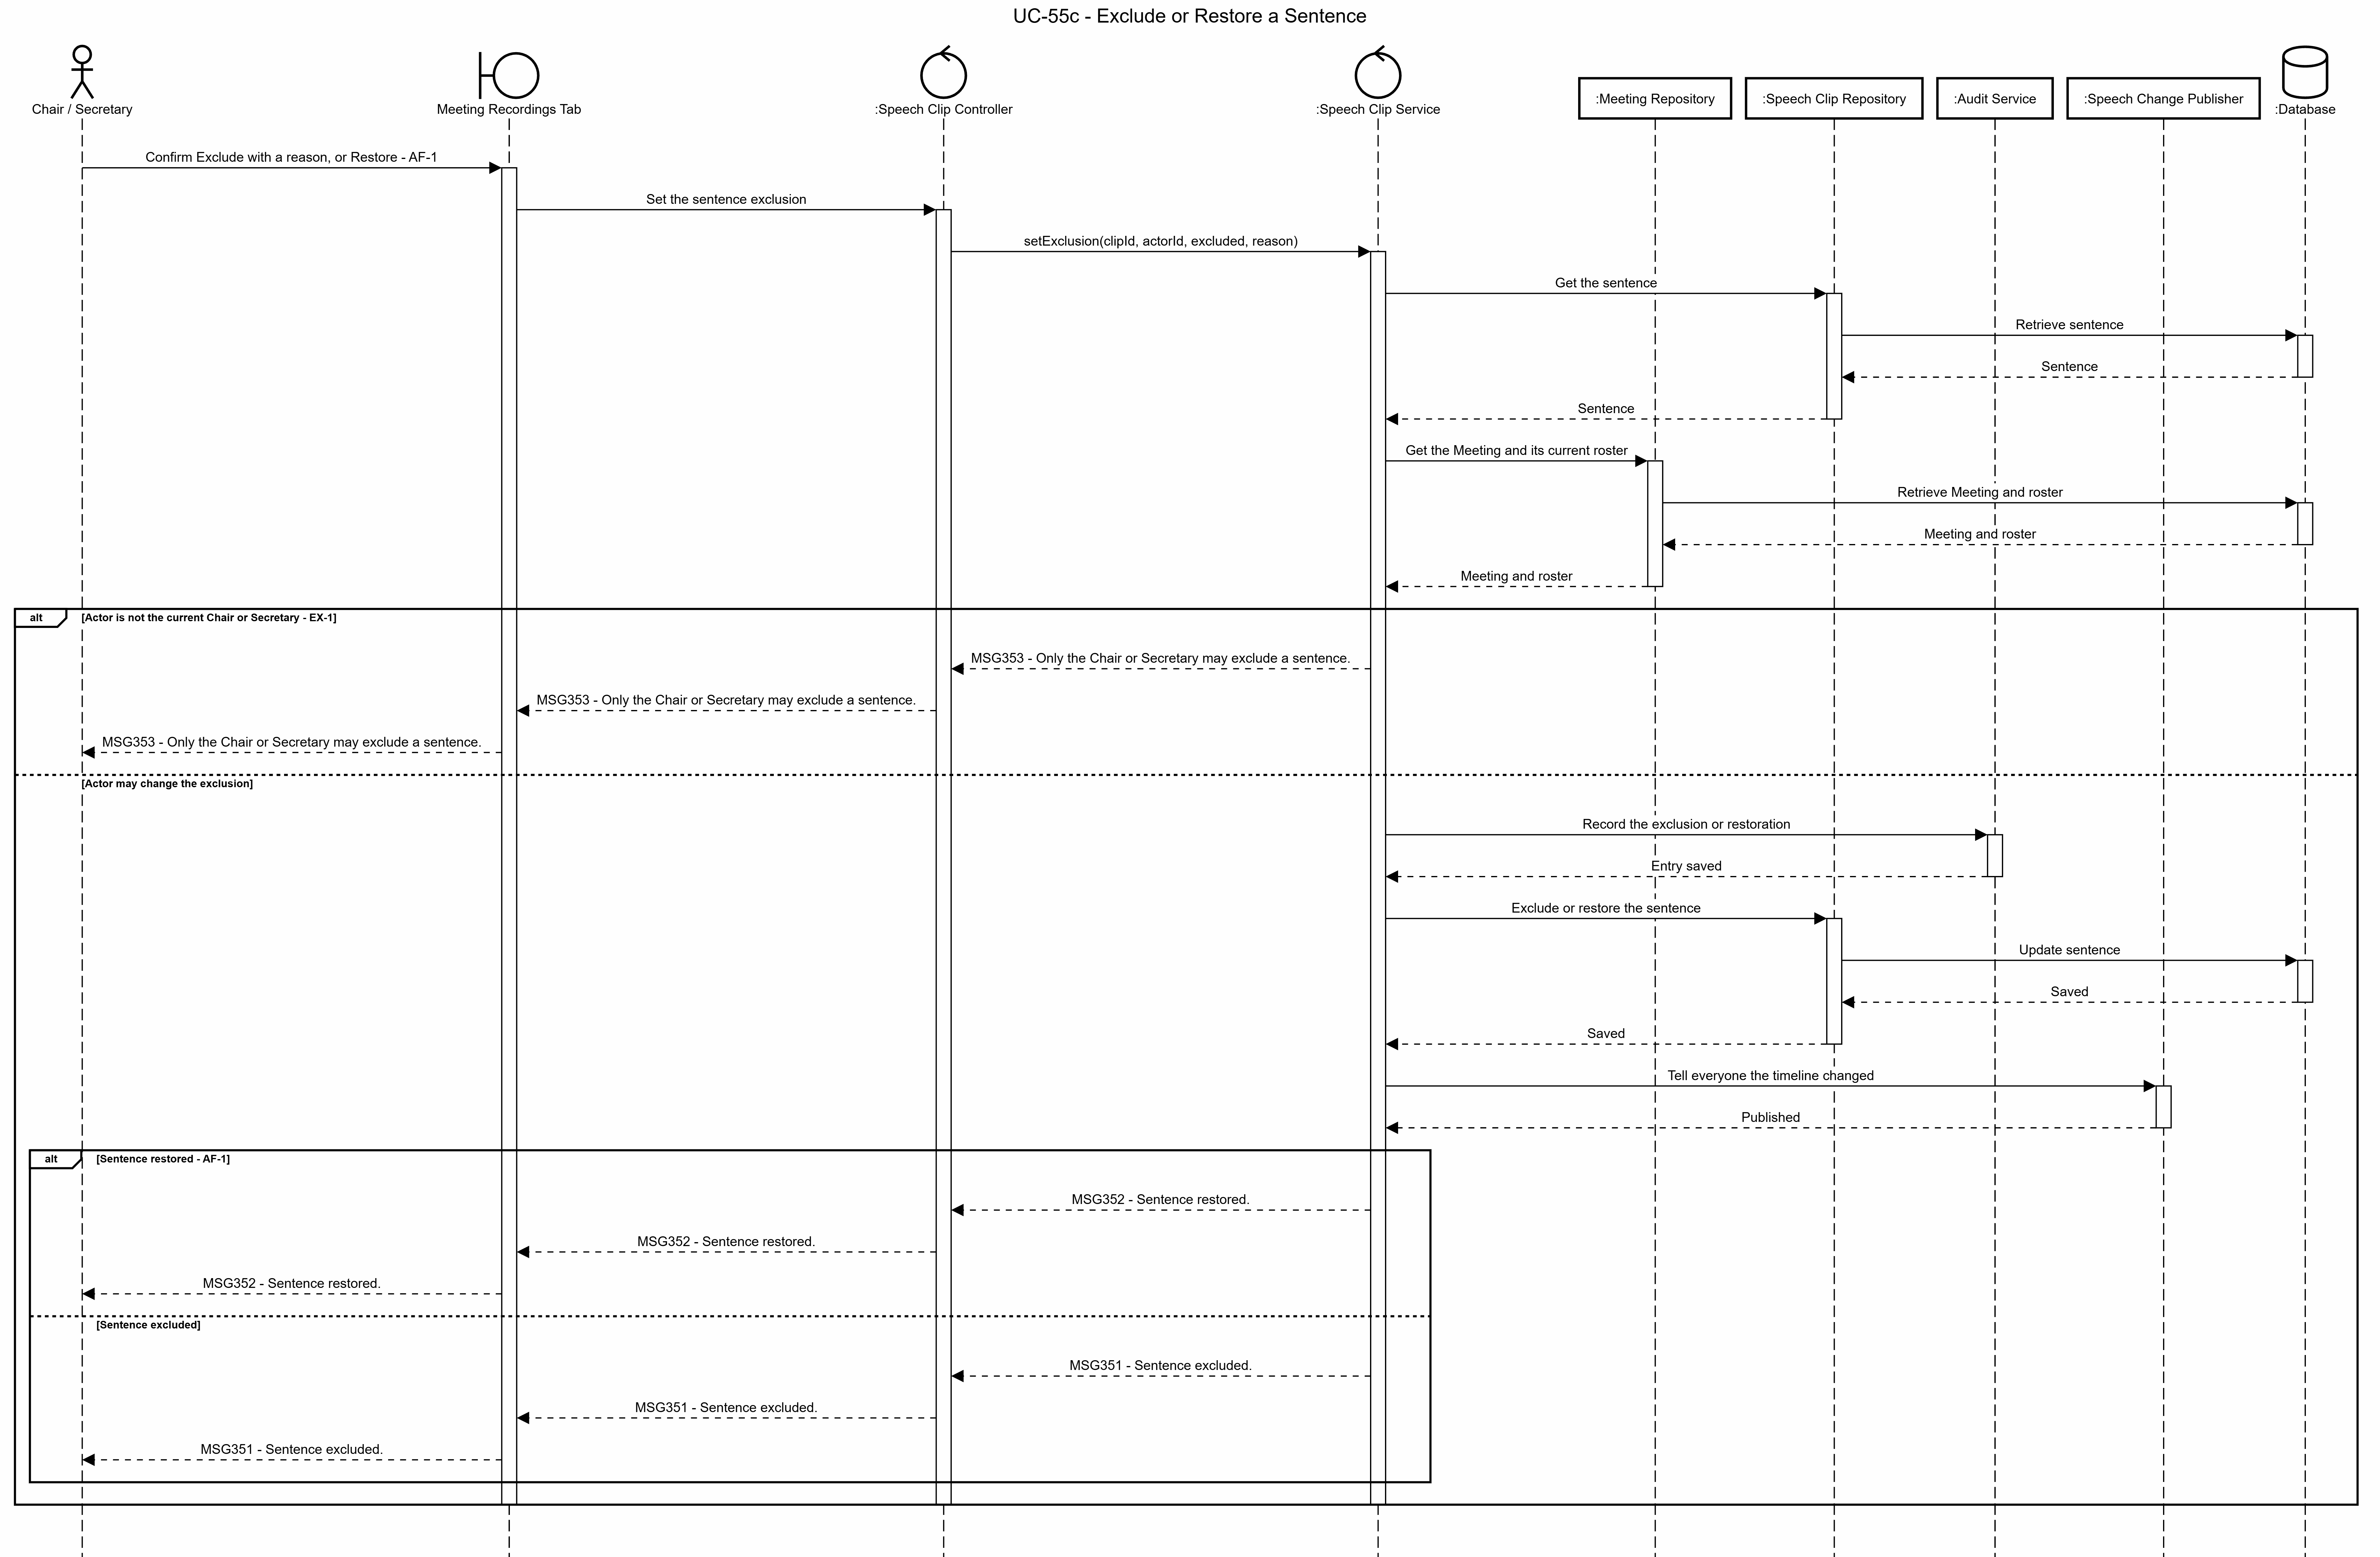 UC-55c - Exclude or Restore a Sentence
Chair / Secretary
Meeting Recordings Tab
:Speech Clip Controller
:Speech Clip Service
:Meeting Repository
:Speech Clip Repository
:Audit Service
:Speech Change Publisher
:Database
Confirm Exclude with a reason, or Restore - AF-1
Set the sentence exclusion
setExclusion(clipId, actorId, excluded, reason)
Get the sentence
Retrieve sentence
Sentence
Sentence
Get the Meeting and its current roster
Retrieve Meeting and roster
Meeting and roster
Meeting and roster
alt
[Actor is not the current Chair or Secretary - EX-1]
MSG353 - Only the Chair or Secretary may exclude a sentence.
MSG353 - Only the Chair or Secretary may exclude a sentence.
MSG353 - Only the Chair or Secretary may exclude a sentence.
[Actor may change the exclusion]
Record the exclusion or restoration
Entry saved
Exclude or restore the sentence
Update sentence
Saved
Saved
Tell everyone the timeline changed
Published
alt
[Sentence restored - AF-1]
MSG352 - Sentence restored.
MSG352 - Sentence restored.
MSG352 - Sentence restored.
[Sentence excluded]
MSG351 - Sentence excluded.
MSG351 - Sentence excluded.
MSG351 - Sentence excluded.